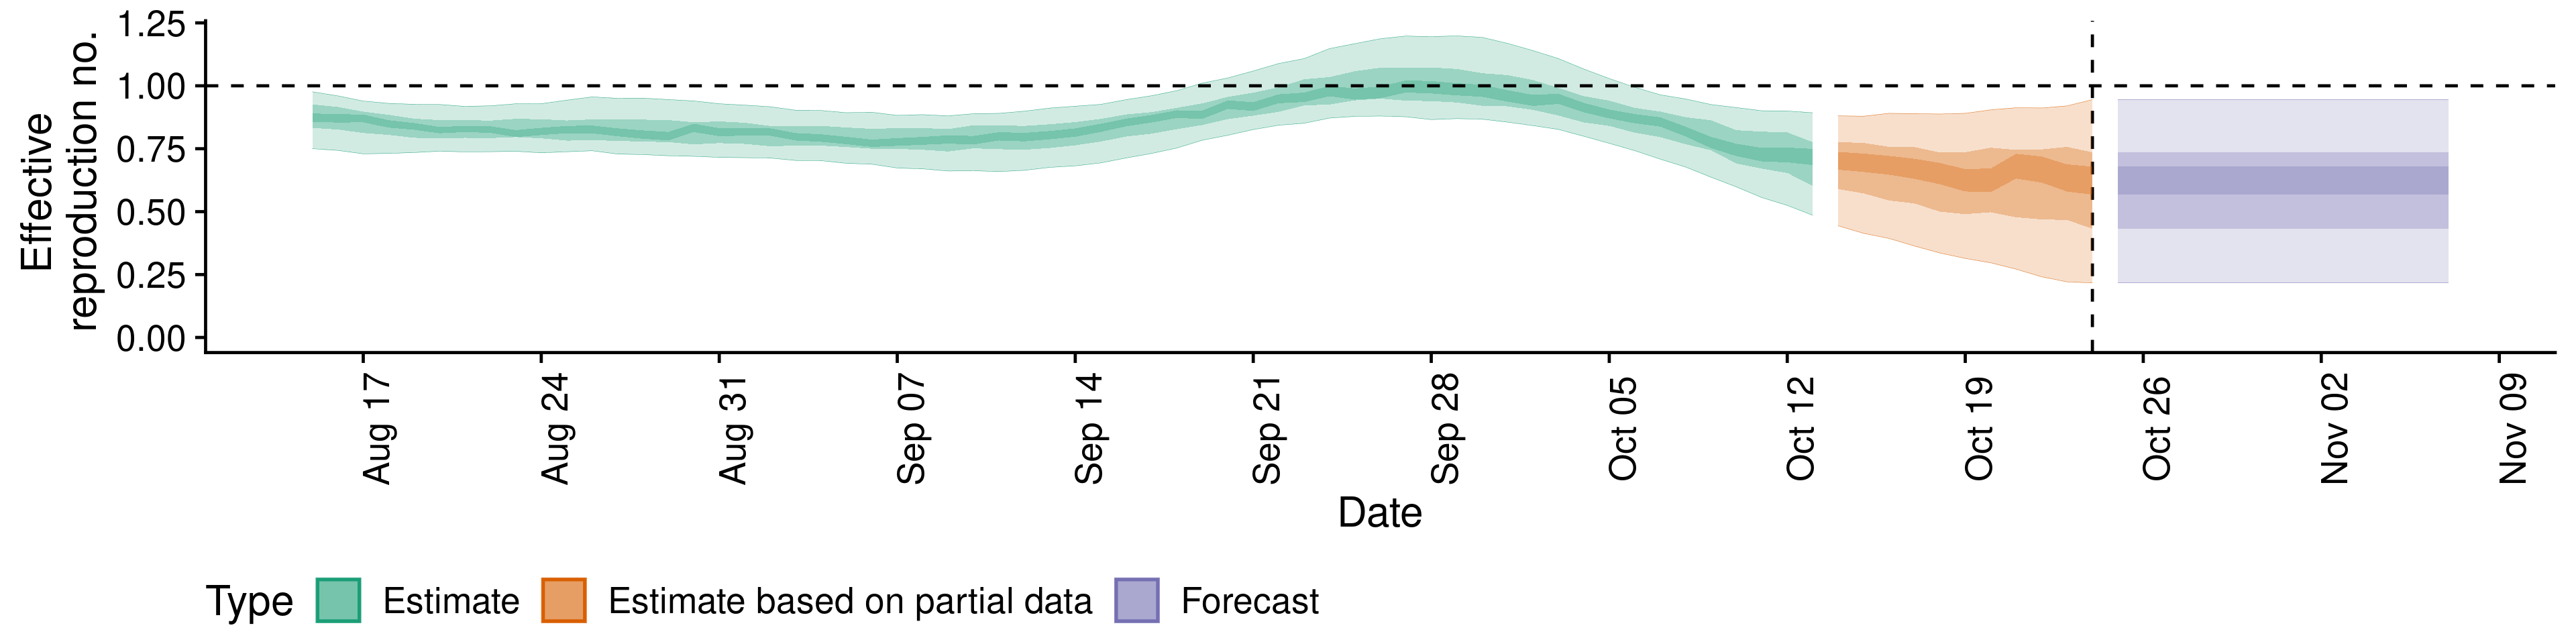 Effective
reproduction no.
1.25
1.00
0.75
0.50
0.25
0.00
Aug 17
Aug 24
Aug 31
Sep 07
Sep 14
Sep 21
Sep 28
Oct 05
Oct 12
Oct 19
Oct 26
Nov 02
Nov 09
Date
Type Estimate Estimate based on partial data Forecast